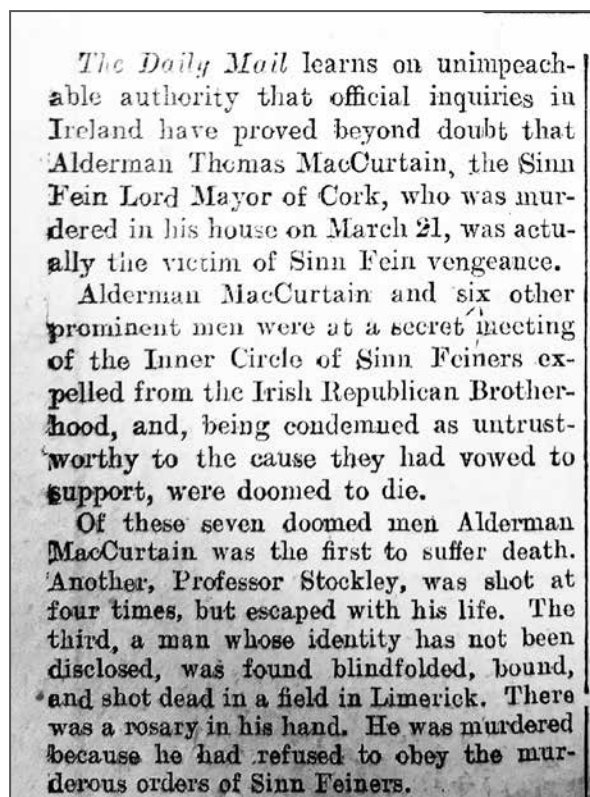 The Daily Mail learns on unimpeach-
able authority that official inquiries in
Ireland have proved beyond doubt that
Alderman Thomas MacCurtain, the Sinn
Fein Lord Mayor of Cork, who was mur-
dered in his house on March 21, was actu-
ally the victim of Sinn Fein vengeance.
Alderman MacCurtain and six other
prominent men were at a secret meeting
of the Inner Circle of Sinn Feiners ex-
pelled from the Irish Republican Brother-
hood, and, being condemned as untrust-
worthy to the cause they had vowed to
support, were doomed to die.
Of these seven doomed men Alderman
MacCurtain was the first to suffer death.
Another, Professor Stockley, was shot at
four times, but escaped with his life. The
third, a man whose identity has not been
disclosed, was found blindfolded, bound,
and shot dead in a field in Limerick. There
was a rosary in his hand. He was murdered
because he had refused to obey the mur-
derous orders of Sinn Feiners.